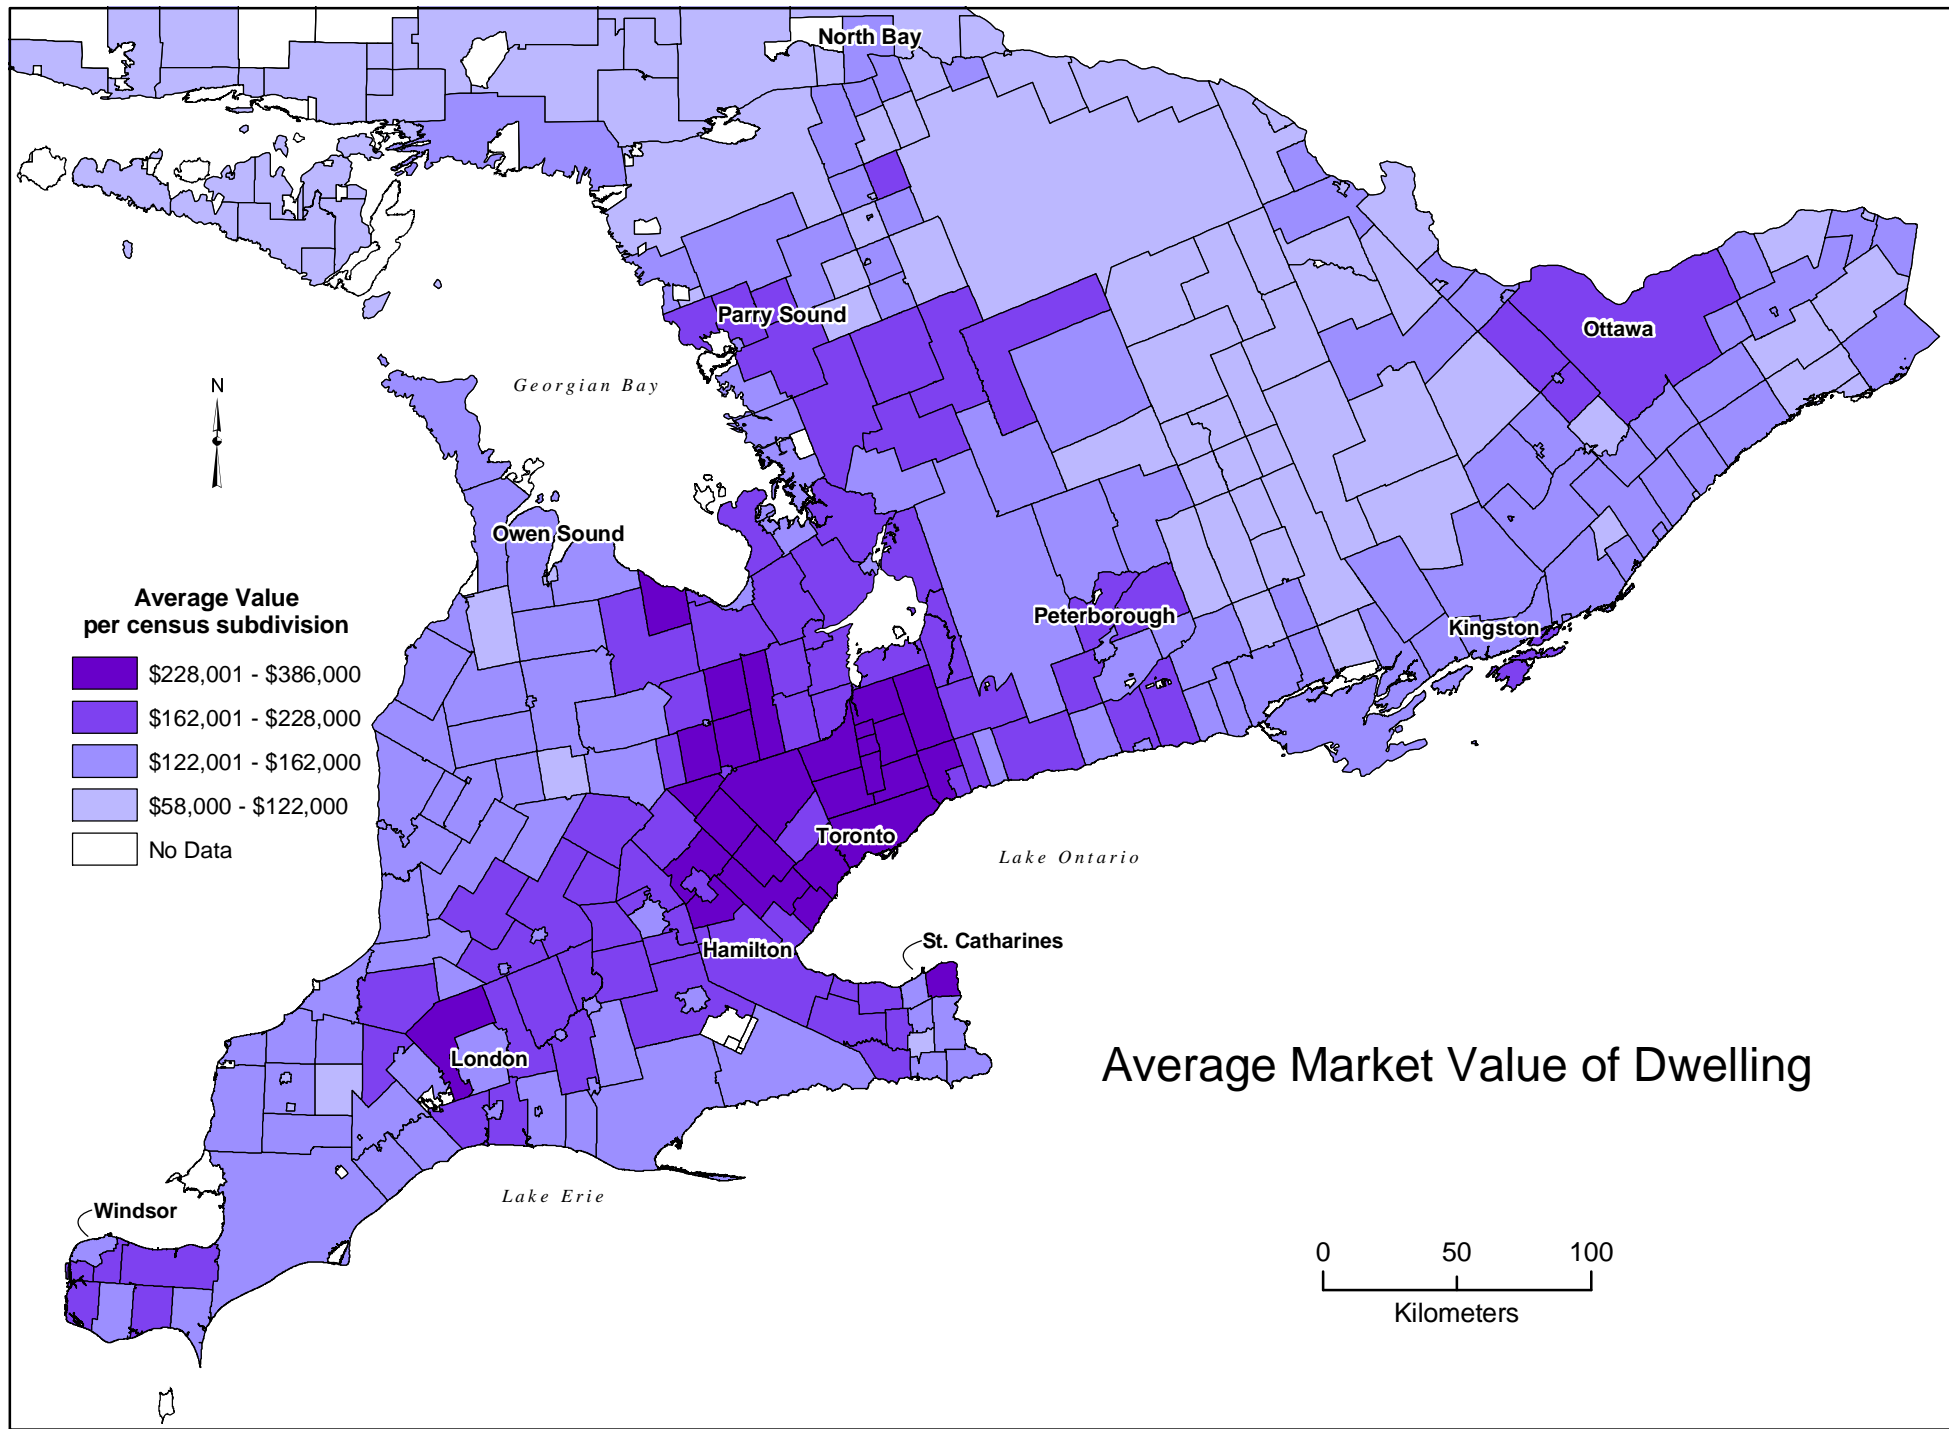 North Bay
Parry Sound
Ottawa
Georgian Bay
N
Owen Sound
Average Value
per census subdivision
$228,001 - $386,000
$162,001 - $228,000
$122,001 - $162,000
$58,000 - $122,000
No Data
Peterborough
Kingston
Toronto
Lake Ontario
Hamilton
St. Catharines
London
Average Market Value of Dwelling
Lake Erie
Windsor
0 50 100
Kilometers